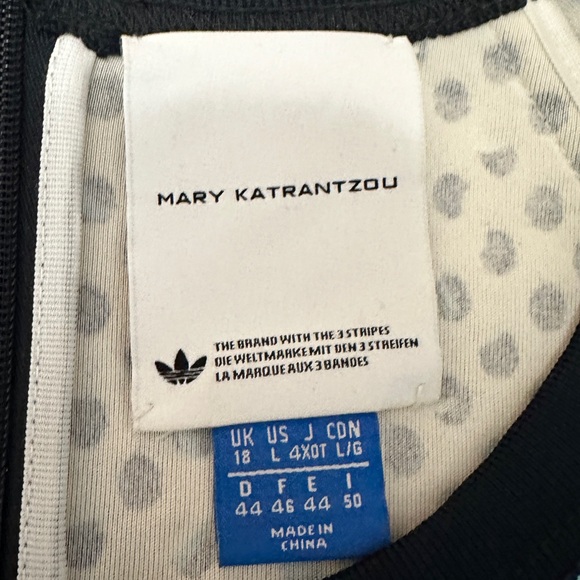 MARY KATRANTZOU
THE BRAND WITH THE 3 STRIPES
DIE WELTMARKE MIT DEN 3 STREIFEN
LA MARQUE AUX 3 BANDES
UK US J CDN
18 L 4XOT L/G
D F E I
44 46 44 50
MADE IN
CHINA